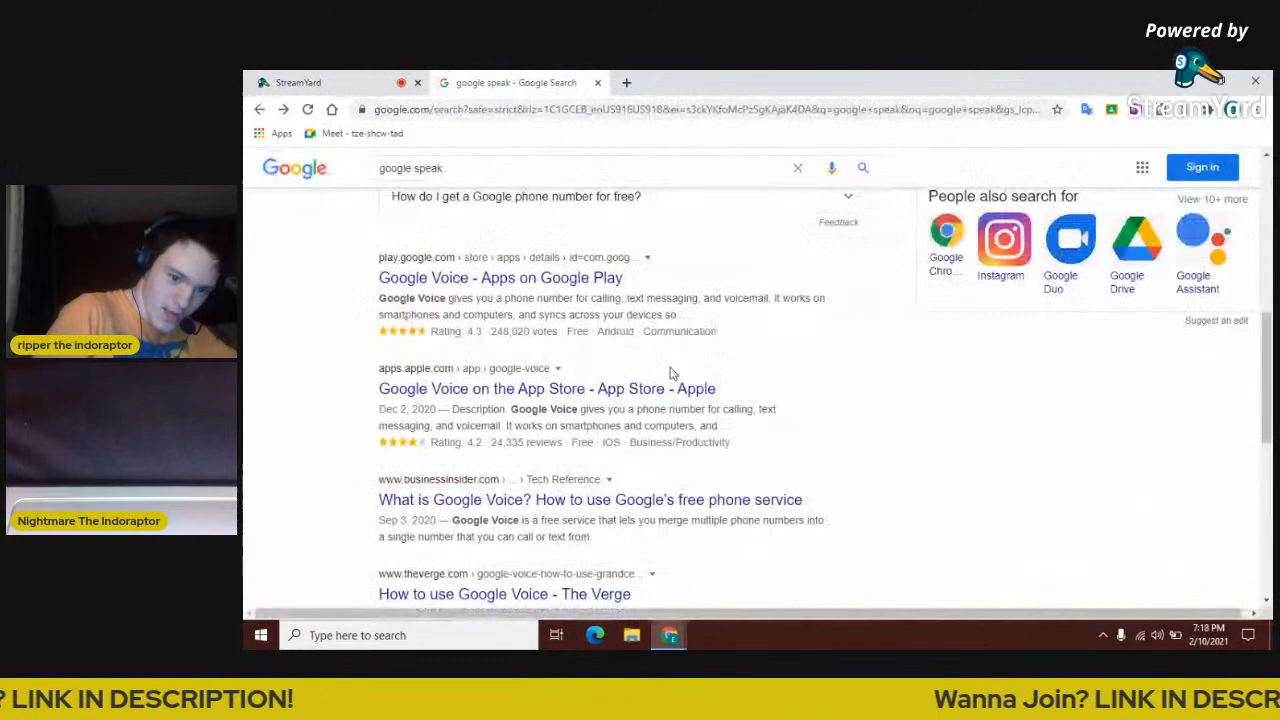 Powered by
StreamYard
StreamYard
google speak - Google Search
Apps
Meet - tze-shcw-tad
Google
google speak
Sign in
How do I get a Google phone number for free?
Feedback
People also search for
View 10+ more
Google Chro...
Instagram
Google Duo
Google Drive
Google Assistant
Suggest an edit
play.google.com › store › apps › details › id=com.goog...
Google Voice - Apps on Google Play
Google Voice gives you a phone number for calling, text messaging, and voicemail. It works on
smartphones and computers, and syncs across your devices so
Rating: 4.3 · 248,020 votes · Free · Android · Communication
apps.apple.com › app › google-voice
Google Voice on the App Store - App Store - Apple
Dec 2, 2020 — Description. Google Voice gives you a phone number for calling, text
messaging, and voicemail. It works on smartphones and computers, and
Rating: 4.2 · 24,335 reviews · Free · iOS · Business/Productivity
www.businessinsider.com › ... › Tech Reference
What is Google Voice? How to use Google's free phone service
Sep 3, 2020 — Google Voice is a free service that lets you merge multiple phone numbers into
a single number that you can call or text from.
www.theverge.com › google-voice-how-to-use-grandce...
How to use Google Voice - The Verge
ripper the indoraptor
Nightmare The Indoraptor
Type here to search
7:18 PM
2/10/2021
? LINK IN DESCRIPTION!
Wanna Join? LINK IN DESCR